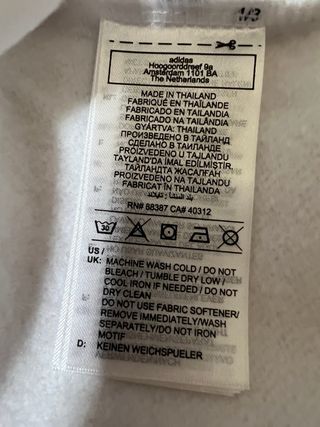 1/3
adidas
Hoogoorddreef 9a
Amsterdam 1101 BA
The Netherlands
MADE IN THAILAND
FABRIQUÉ EN THAÏLANDE
FABRICADO EN TAILANDIA
FABRICADO NA TAILÂNDIA
GYÁRTVA: THAILAND
ПРОИЗВЕДЕНО В ТАЙЛАНД
СДЕЛАНО В ТАИЛАНДЕ
PROIZVEDENO U TAJLANDU
TAYLAND'DA İMAL EDİLMİŞTİR.
ТАЙЛАНДТА ЖАСАЛҒАН
PROIZVEDENO NA TAJLANDU
FABRICAT ÎN THAILANDA
RN# 88387 CA# 40312
30
US /
UK: MACHINE WASH COLD / DO NOT
BLEACH / TUMBLE DRY LOW /
COOL IRON IF NEEDED / DO NOT
DRY CLEAN
DO NOT USE FABRIC SOFTENER/
REMOVE IMMEDIATELY/WASH
SEPARATELY/DO NOT IRON
MOTIF
D: KEINEN WEICHSPUELER